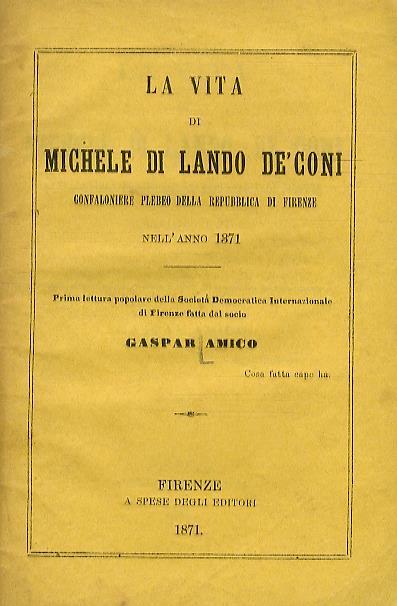 LA VITA
DI
MICHELE DI LANDO DE'CONI
GONFALONIERE PLEBEO DELLA REPUBBLICA DI FIRENZE
NELL'ANNO 1371
Prima lettura popolare della Società Democratica Internazionale
di Firenze fatta dal socio
GASPAR AMICO
Cosa fatta capo ha.
FIRENZE
A SPESE DEGLI EDITORI
1871.